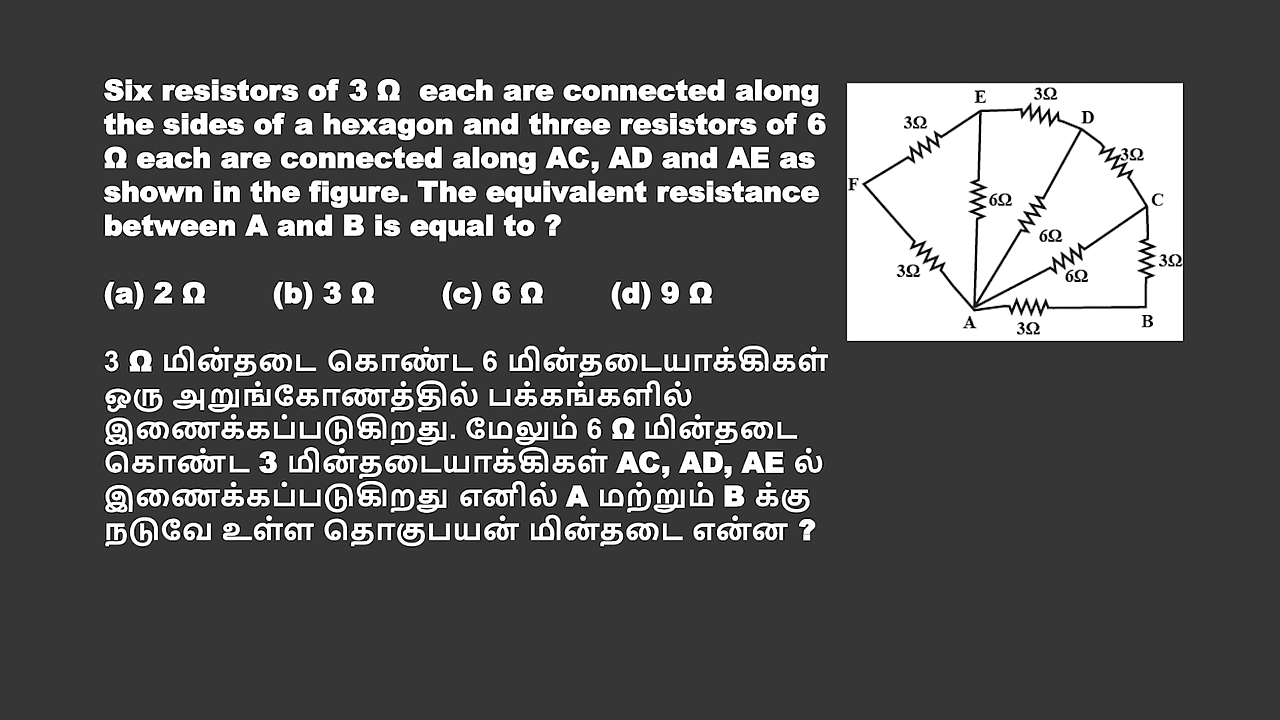 Six resistors of 3 Ω each are connected along
the sides of a hexagon and three resistors of 6
Ω each are connected along AC, AD and AE as
shown in the figure. The equivalent resistance
between A and B is equal to ?
(a) 2 Ω (b) 3 Ω (c) 6 Ω (d) 9 Ω
3 Ω மின்தடை கொண்ட 6 மின்தடையாக்கிகள்
ஒரு அறுங்கோணத்தில் பக்கங்களில்
இணைக்கப்படுகிறது. மேலும் 6 Ω மின்தடை
கொண்ட 3 மின்தடையாக்கிகள் AC, AD, AE ல்
இணைக்கப்படுகிறது எனில் A மற்றும் B க்கு
நடுவே உள்ள தொகுபயன் மின்தடை என்ன ?
E
3Ω
D
3Ω
3Ω
F
6Ω
C
6Ω
3Ω
3Ω
6Ω
A
3Ω
B